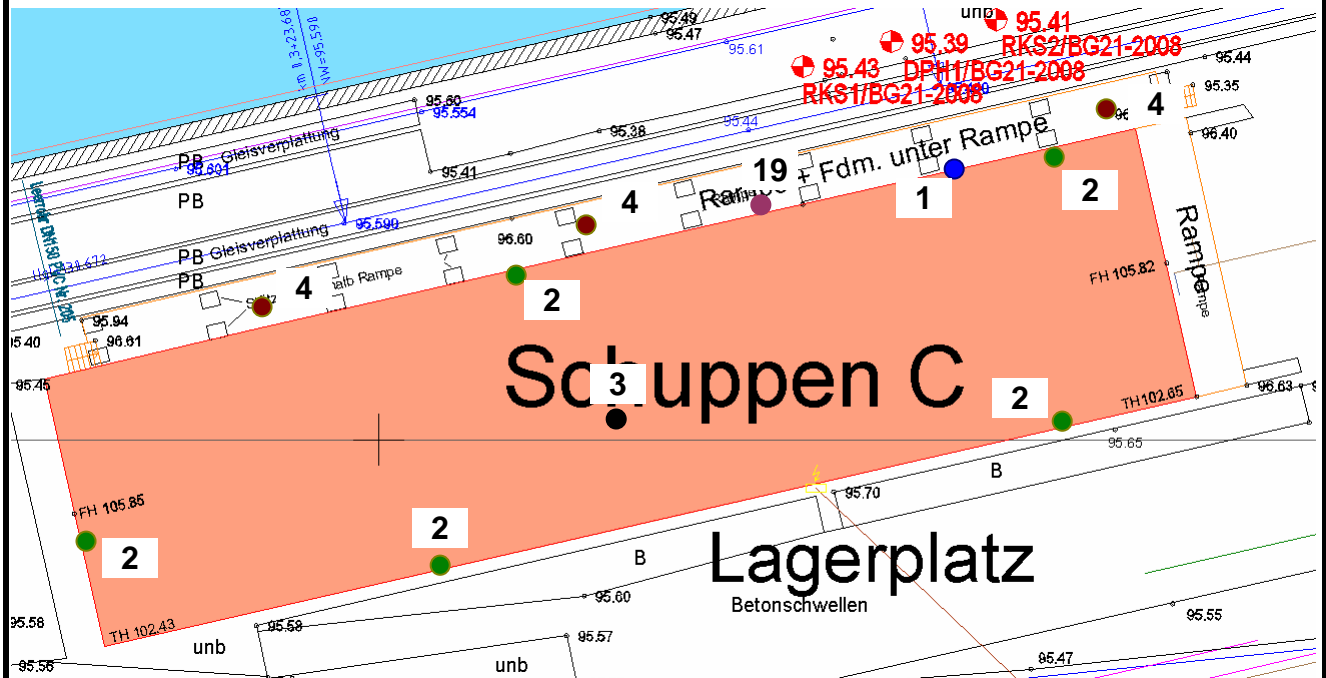 95.49
95.47
unb
95.41
RKS2/BG21-2008
95.39
DPH1/BG21-2008
95.43
RKS1/BG21-2008
95.61
95.44
95.35
96.40
4
95.60
95.554
95.38
95.44
PB
Gleisverplattung
95.601
95.41
PB
19
+ Fdm. unter Rampe
1
2
4
95.590
PB
Gleisverplattung
PB
96.60
Rampe
FH 105.82
4
2
95.94
96.61
95.45
Schuppen C
3
2
TH 102.65
96.63
95.65
B
95.70
FH 105.85
2
2
B
Lagerplatz
Betonschwellen
95.60
95.55
95.58
TH 102.43
unb
95.58
95.57
95.56
unb
95.47